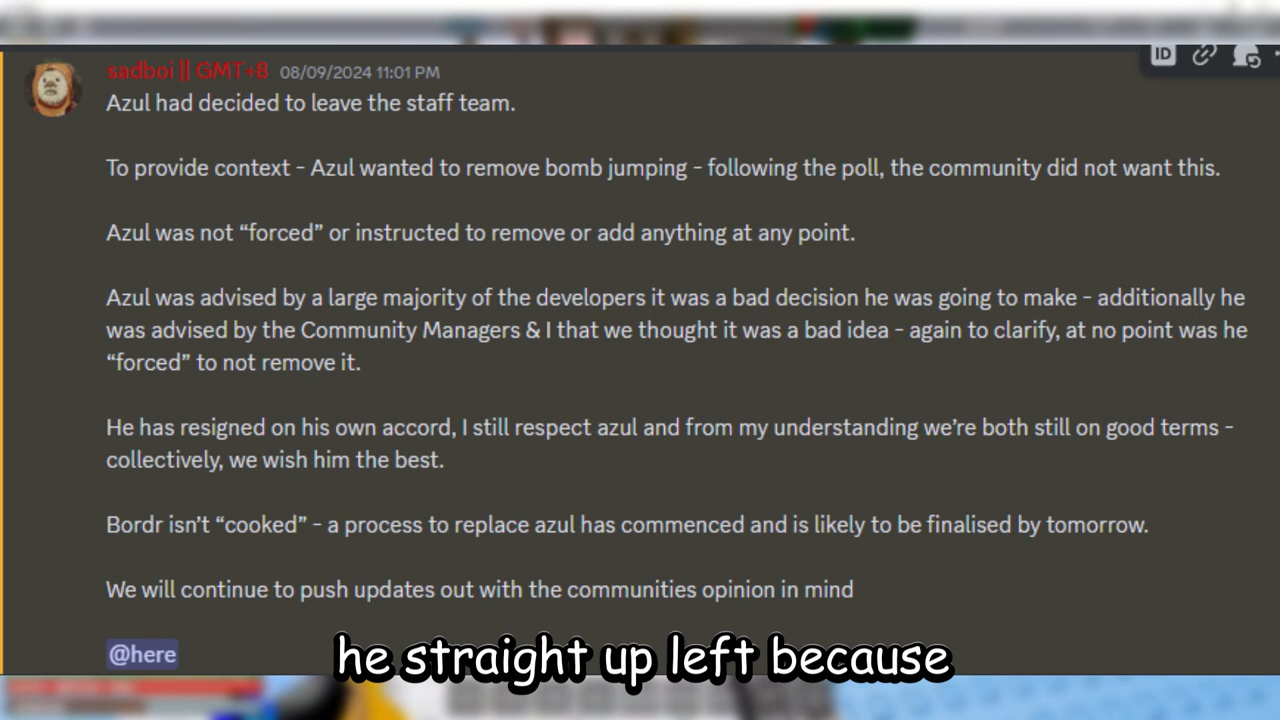 ID
sadboi || GMT+8 08/09/2024 11:01 PM
Azul had decided to leave the staff team.
To provide context - Azul wanted to remove bomb jumping - following the poll, the community did not want this.
Azul was not “forced” or instructed to remove or add anything at any point.
Azul was advised by a large majority of the developers it was a bad decision he was going to make - additionally he
was advised by the Community Managers & I that we thought it was a bad idea - again to clarify, at no point was he
“forced” to not remove it.
He has resigned on his own accord, I still respect azul and from my understanding we’re both still on good terms -
collectively, we wish him the best.
Bordr isn’t “cooked” - a process to replace azul has commenced and is likely to be finalised by tomorrow.
We will continue to push updates out with the communities opinion in mind
@here
he straight up left because